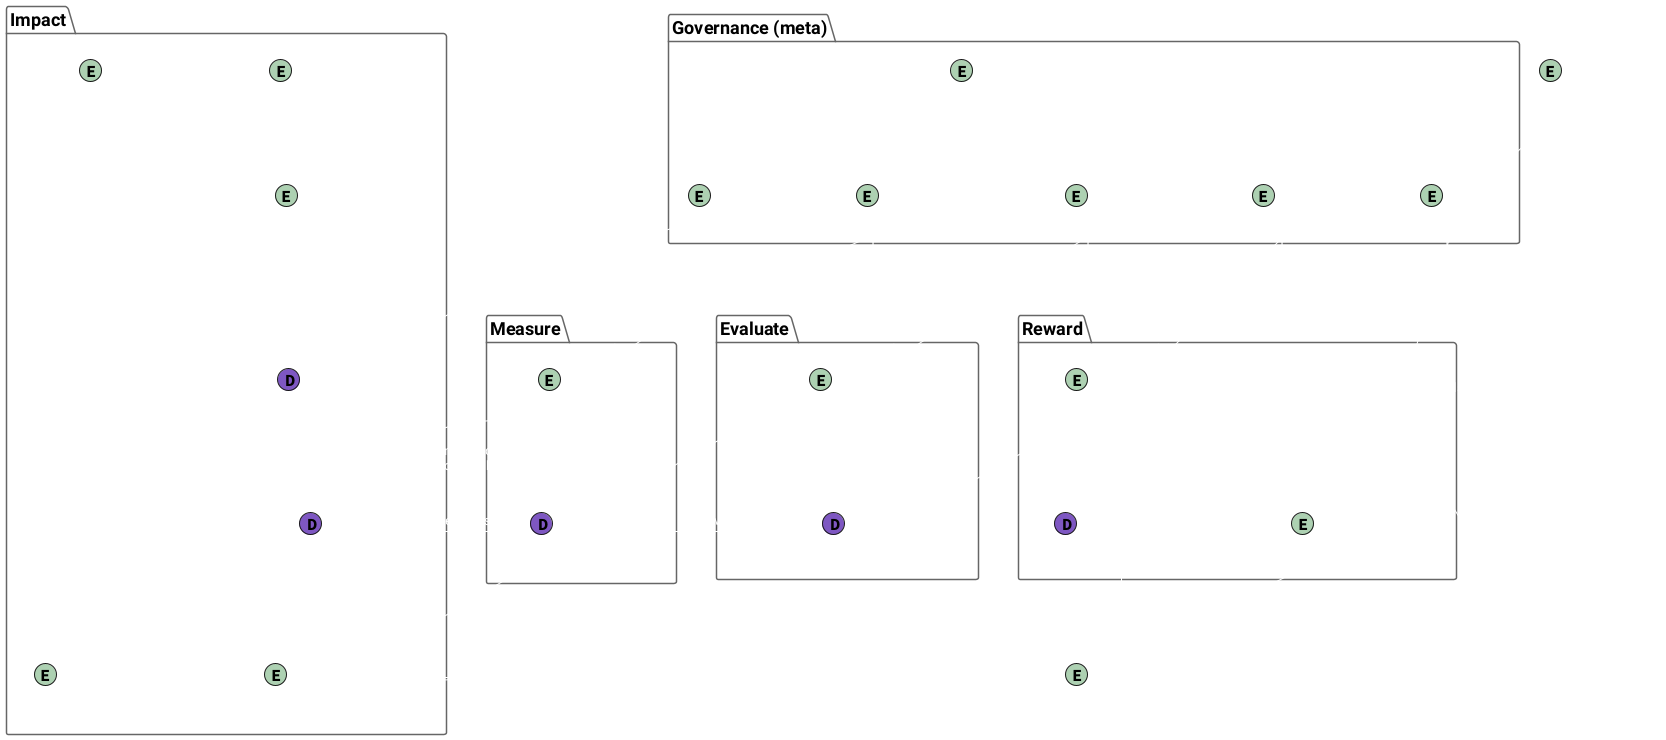 Impact
Governance (meta)
E E E E
E E E E E E
Measure Evaluate Reward
D E E E
D D D D E
E E E